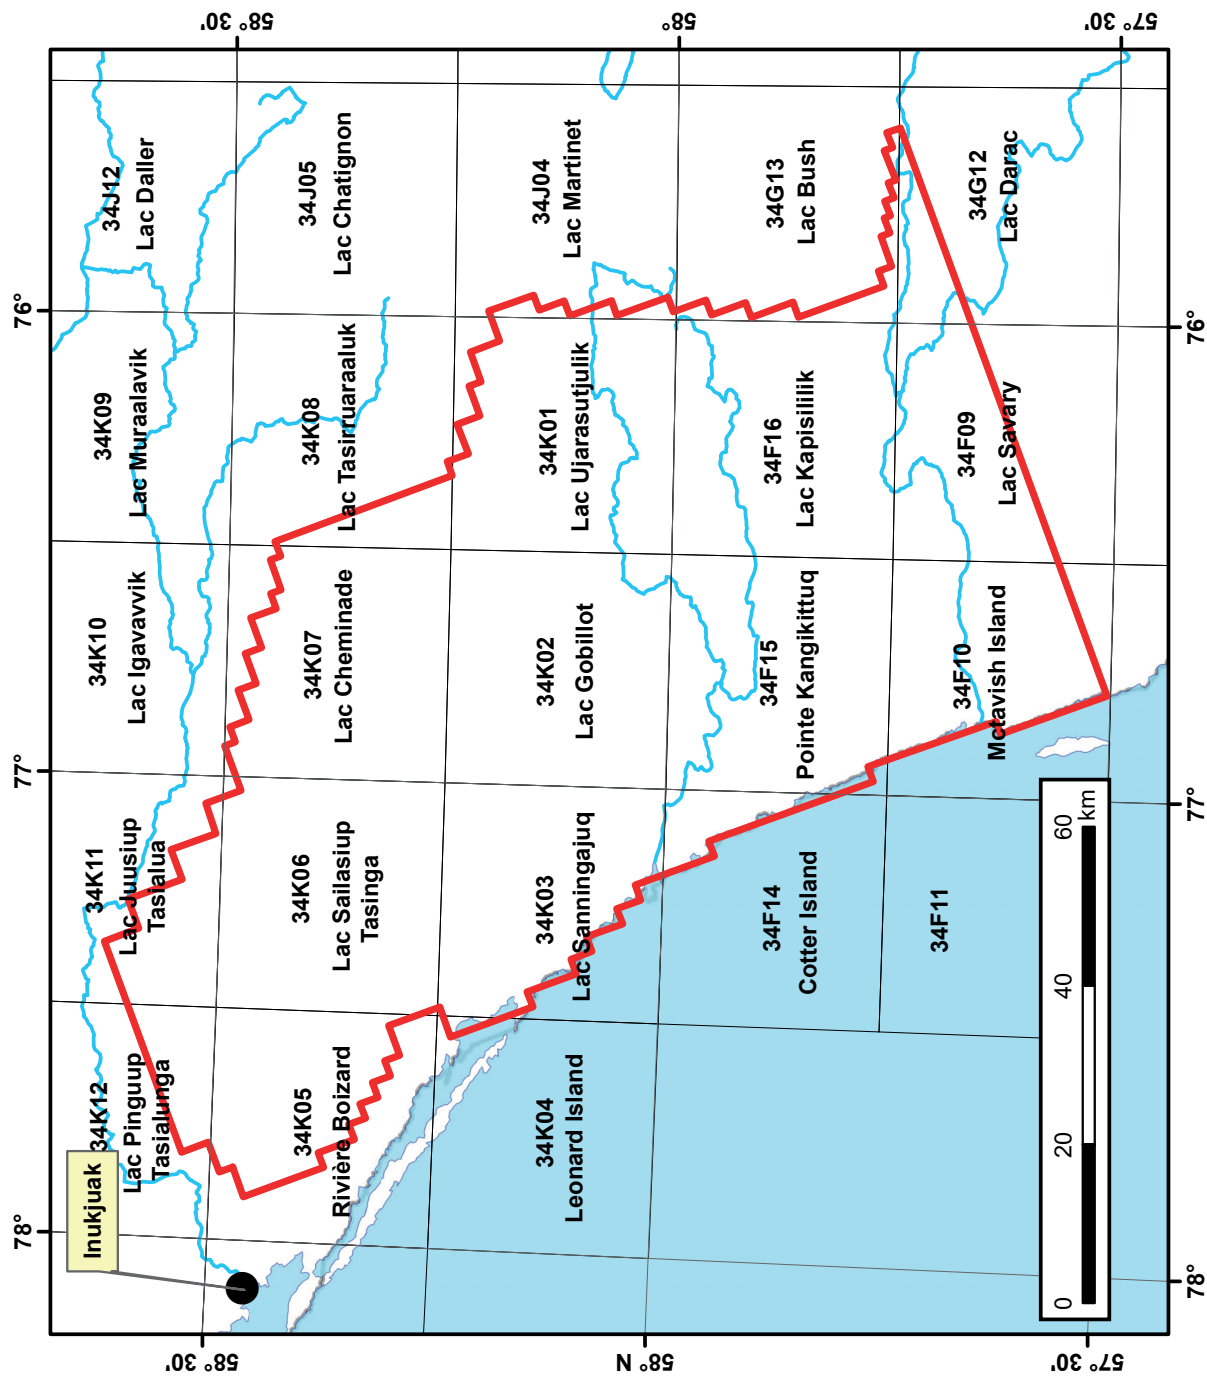 58° 30'
58°
57° 30'
34J12
Lac Daller
34J05
Lac Chatignon
34J04
Lac Martinet
34G13
Lac Bush
34G12
Lac Darac
76°
76°
34K09
Lac Muraalavik
34K08
Lac Tasirruaraaluk
34K01
Lac Ujarasutjulik
34F16
Lac Kapisiliik
34F09
Lac Savary
34K10
Lac Igavavvik
34K07
Lac Cheminade
34K02
Lac Gobillot
34F15
Pointe Kangikittuq
34F10
Mctavish Island
77°
77°
34K11
Lac Juusiup
Tasialua
34K06
Lac Sailasiup
Tasinga
34K03
Lac Sanningajuq
34F14
Cotter Island
34F11
34K12
Lac Pinguup
Tasialunga
34K05
Rivière Boizard
34K04
Leonard Island
Inukjuak
78°
78°
0
20
40
60
km
58° 30'
58° N
57° 30'